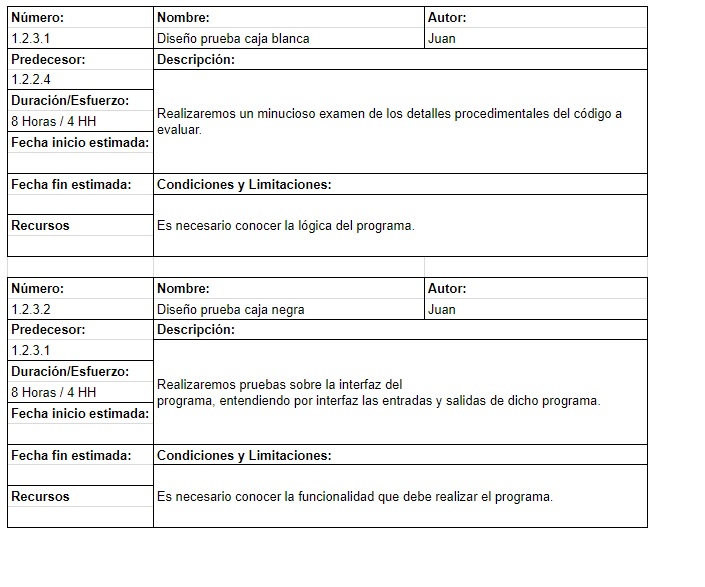 Número: Nombre: Autor:
1.2.3.1 Diseño prueba caja blanca Juan
Predecesor: Descripción:
1.2.2.4
Duración/Esfuerzo:
8 Horas / 4 HH
Fecha inicio estimada:
Realizaremos un minucioso examen de los detalles procedimentales del código a
evaluar.
Fecha fin estimada: Condiciones y Limitaciones:
Recursos Es necesario conocer la lógica del programa.
Número: Nombre: Autor:
1.2.3.2 Diseño prueba caja negra Juan
Predecesor: Descripción:
1.2.3.1
Duración/Esfuerzo:
8 Horas / 4 HH
Fecha inicio estimada:
Realizaremos pruebas sobre la interfaz del
programa, entendiendo por interfaz las entradas y salidas de dicho programa.
Fecha fin estimada: Condiciones y Limitaciones:
Recursos Es necesario conocer la funcionalidad que debe realizar el programa.